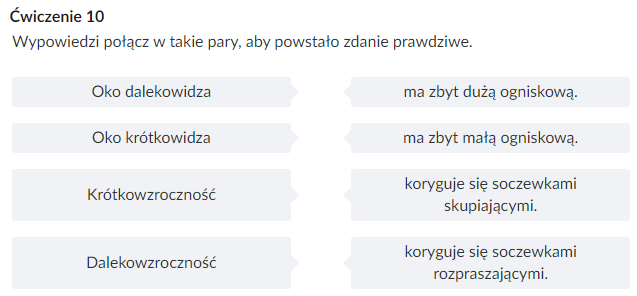 Ćwiczenie 10
Wypowiedzi połącz w takie pary, aby powstało zdanie prawdziwe.
Oko dalekowidza
ma zbyt dużą ogniskową.
Oko krótkowidza
ma zbyt małą ogniskową.
Krótkowzroczność
koryguje się soczewkami
skupiającymi.
Dalekowzroczność
koryguje się soczewkami
rozpraszającymi.